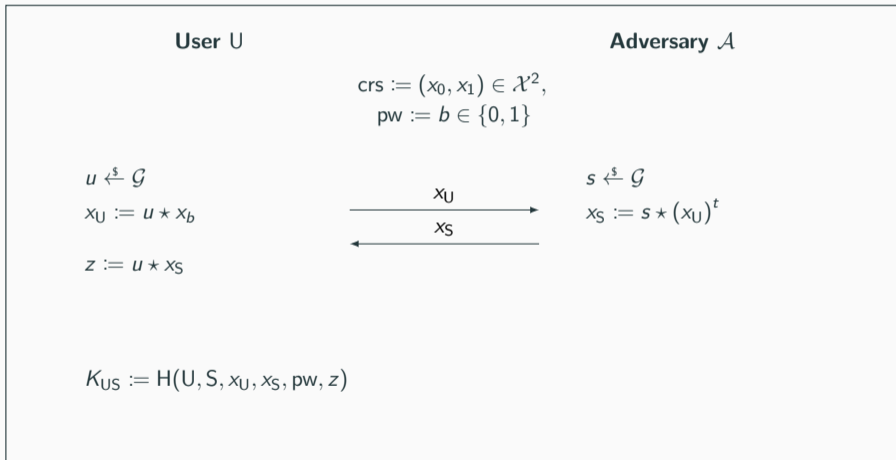 User U
Adversary 𝒜
crs := (x₀, x₁) ∈ 𝒳²,
pw := b ∈ {0, 1}
u ←$ 𝒢
x_U
s ←$ 𝒢
x_U := u ⋆ x_b
x_S := s ⋆ (x_U)ᵗ
x_S
z := u ⋆ x_S
K_US := H(U, S, x_U, x_S, pw, z)